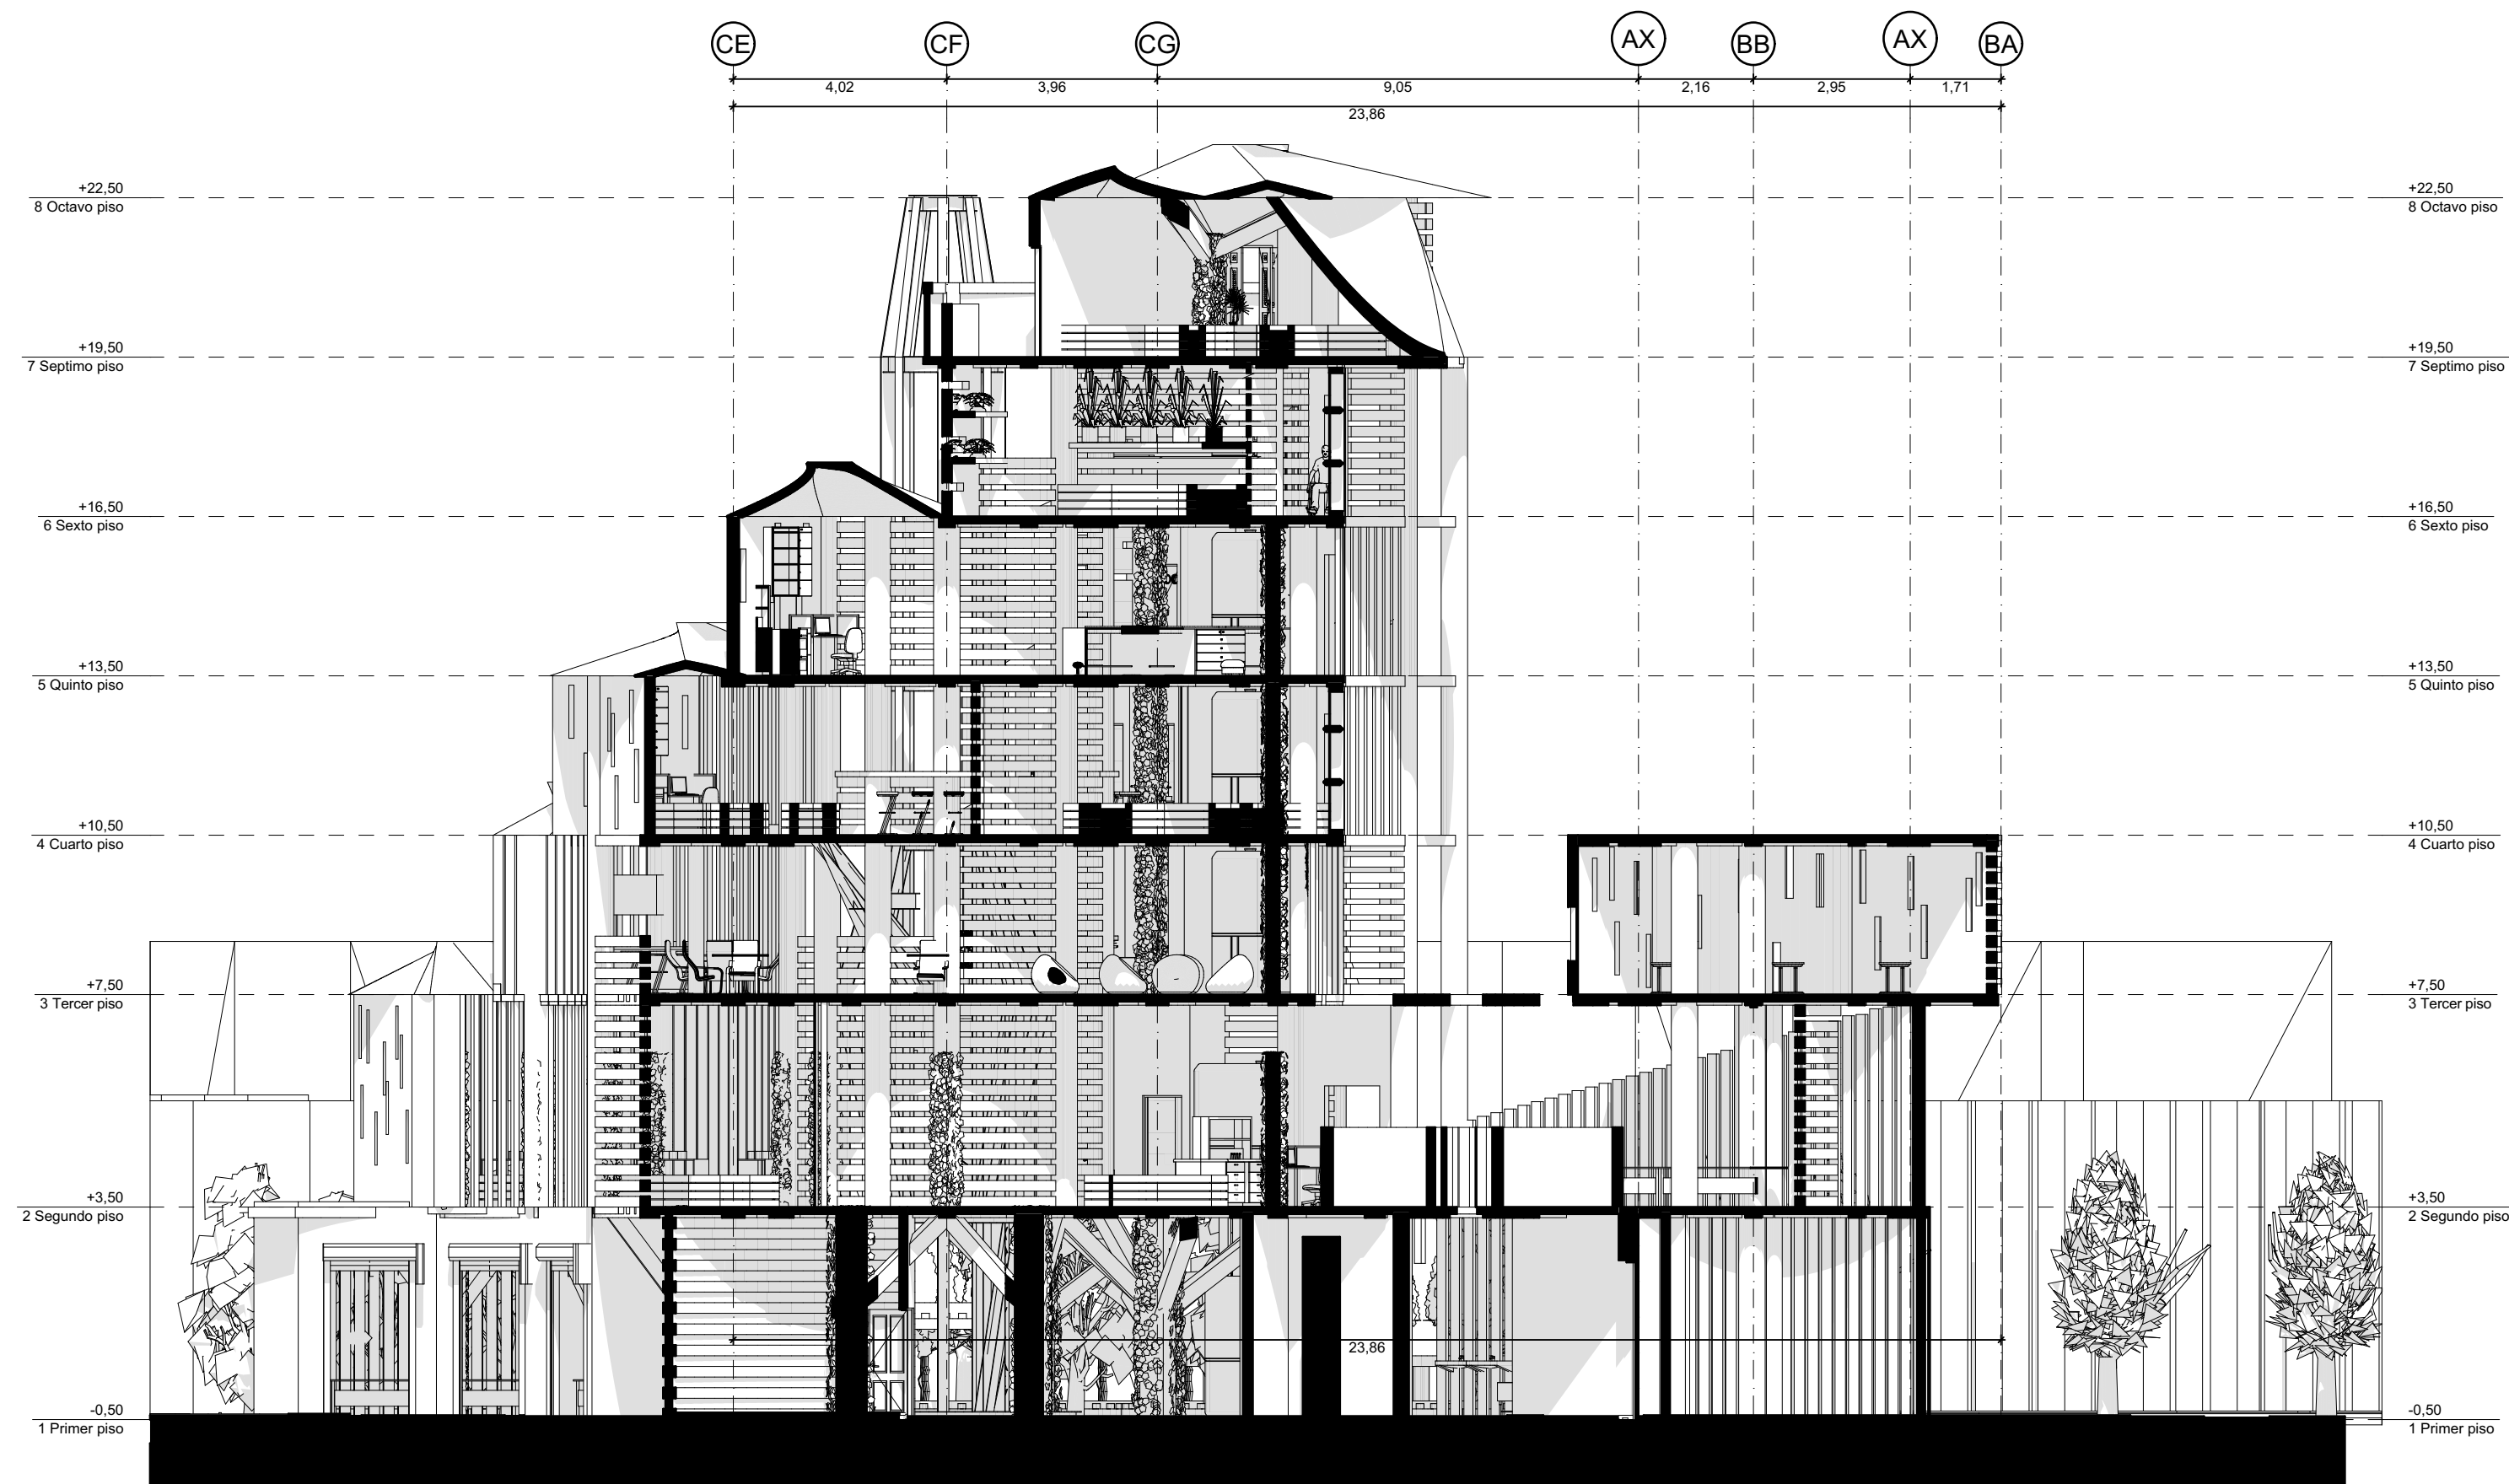 CE CF CG AX BB AX BA
4,02 3,96 9,05 2,16 2,95 1,71
23,86
+22,50 +22,50
8 Octavo piso 8 Octavo piso
+19,50 +19,50
7 Septimo piso 7 Septimo piso
+16,50 +16,50
6 Sexto piso 6 Sexto piso
+13,50 +13,50
5 Quinto piso 5 Quinto piso
+10,50 +10,50
4 Cuarto piso 4 Cuarto piso
+7,50 +7,50
3 Tercer piso 3 Tercer piso
+3,50 +3,50
2 Segundo piso 2 Segundo piso
23,86
-0,50 -0,50
1 Primer piso 1 Primer piso